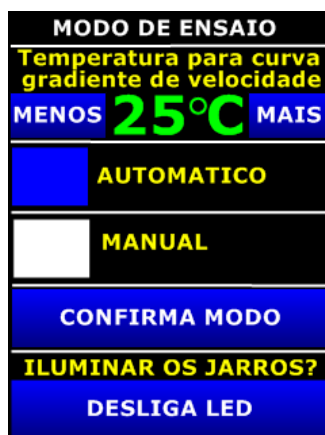 MODO DE ENSAIO
Temperatura para curva
gradiente de velocidade
MENOS 25°C MAIS
AUTOMATICO
MANUAL
CONFIRMA MODO
ILUMINAR OS JARROS?
DESLIGA LED